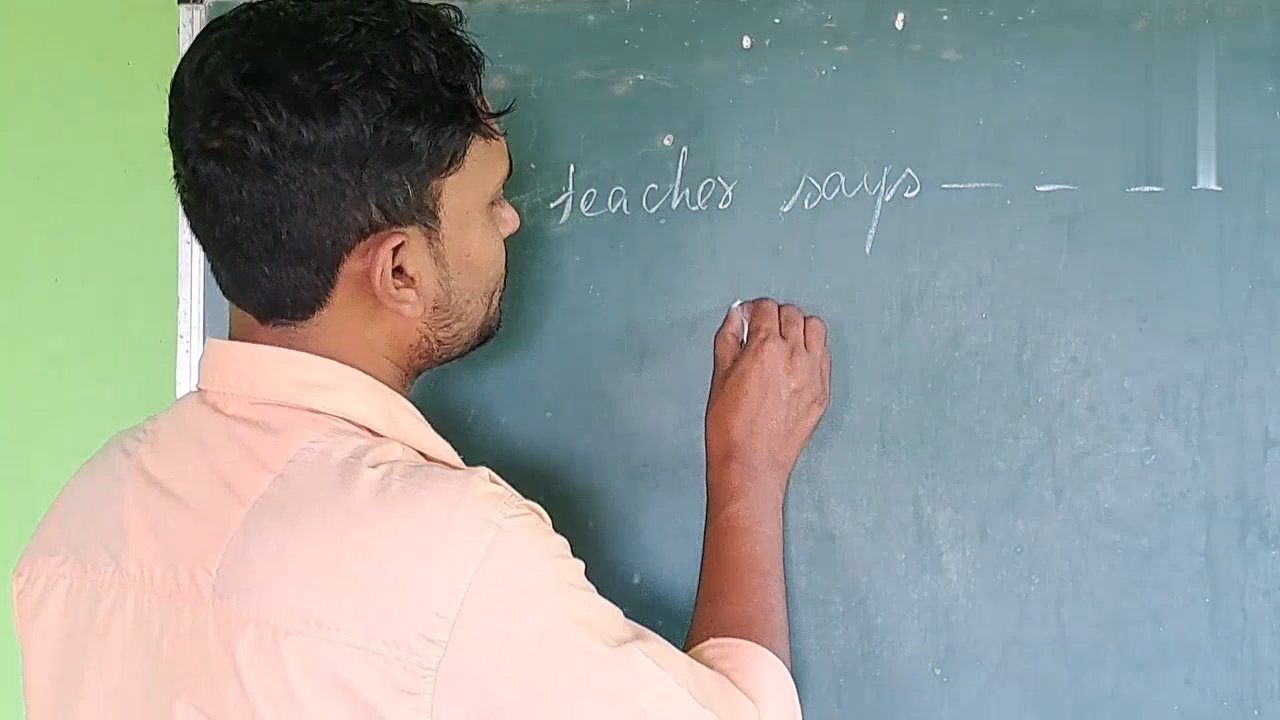 teacher says — — — —